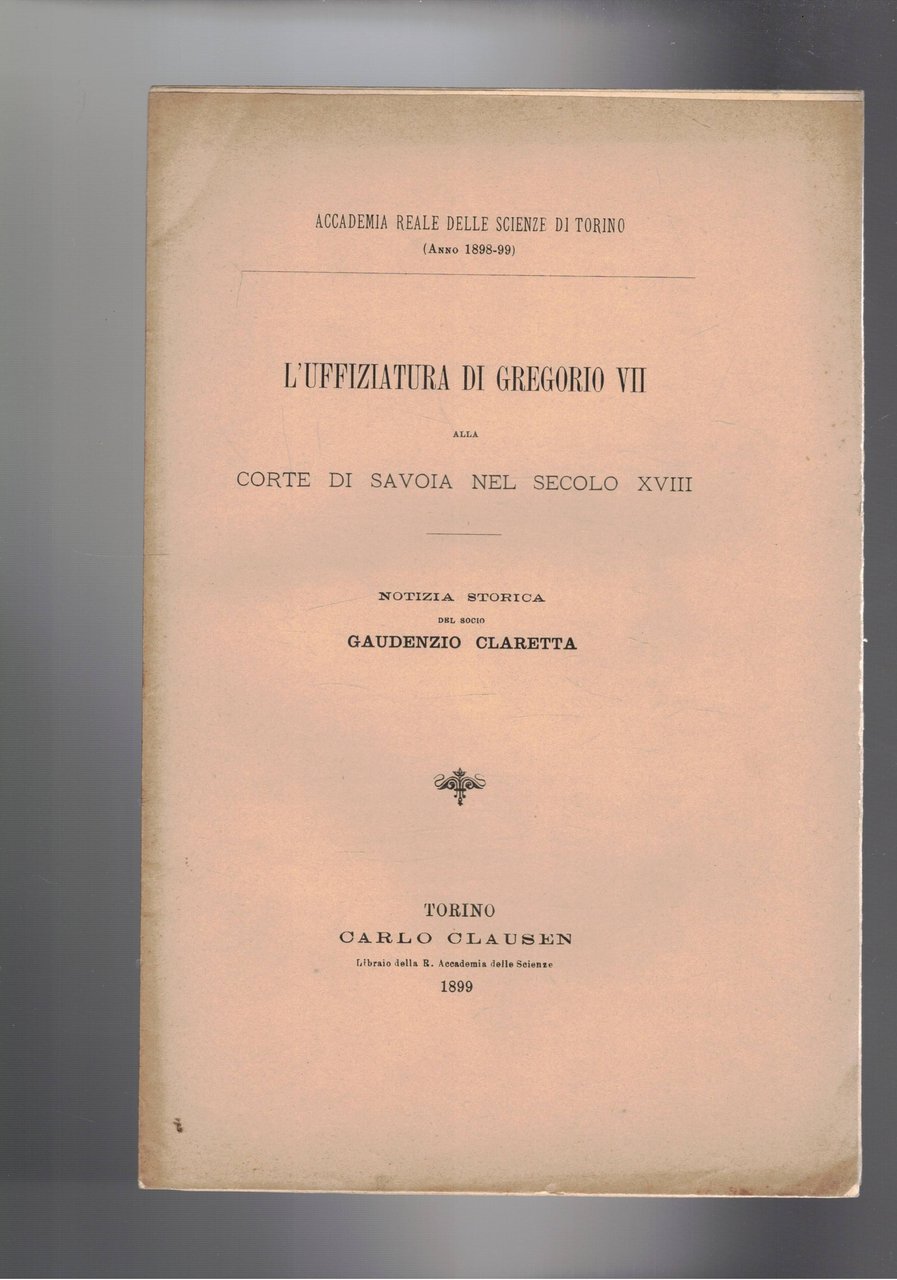 ACCADEMIA REALE DELLE SCIENZE DI TORINO
(ANNO 1898-99)
L'UFFIZIATURA DI GREGORIO VII
ALLA
CORTE DI SAVOIA NEL SECOLO XVIII
NOTIZIA STORICA
DEL SOCIO
GAUDENZIO CLARETTA
TORINO
CARLO CLAUSEN
Libraio della R. Accademia delle Scienze
1899